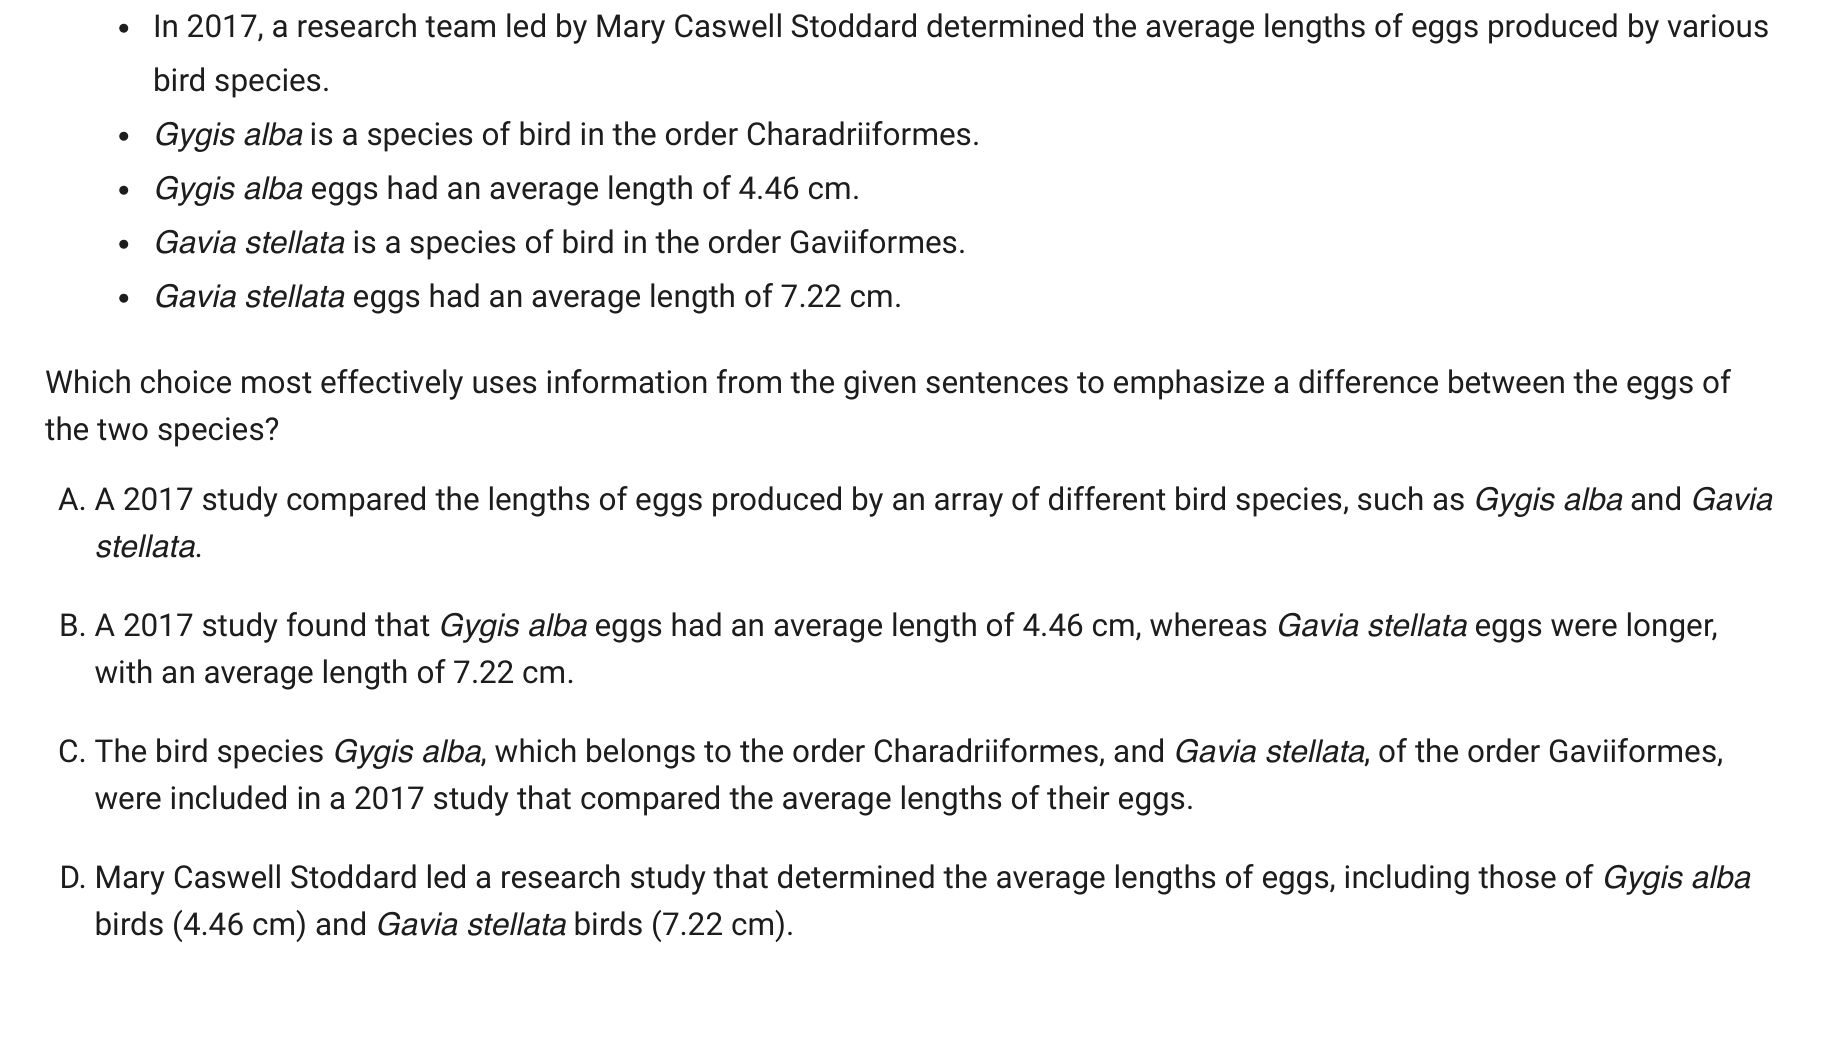 • In 2017, a research team led by Mary Caswell Stoddard determined the average lengths of eggs produced by various
bird species.
• Gygis alba is a species of bird in the order Charadriiformes.
• Gygis alba eggs had an average length of 4.46 cm.
• Gavia stellata is a species of bird in the order Gaviiformes.
• Gavia stellata eggs had an average length of 7.22 cm.
Which choice most effectively uses information from the given sentences to emphasize a difference between the eggs of
the two species?
A. A 2017 study compared the lengths of eggs produced by an array of different bird species, such as Gygis alba and Gavia
stellata.
B. A 2017 study found that Gygis alba eggs had an average length of 4.46 cm, whereas Gavia stellata eggs were longer,
with an average length of 7.22 cm.
C. The bird species Gygis alba, which belongs to the order Charadriiformes, and Gavia stellata, of the order Gaviiformes,
were included in a 2017 study that compared the average lengths of their eggs.
D. Mary Caswell Stoddard led a research study that determined the average lengths of eggs, including those of Gygis alba
birds (4.46 cm) and Gavia stellata birds (7.22 cm).